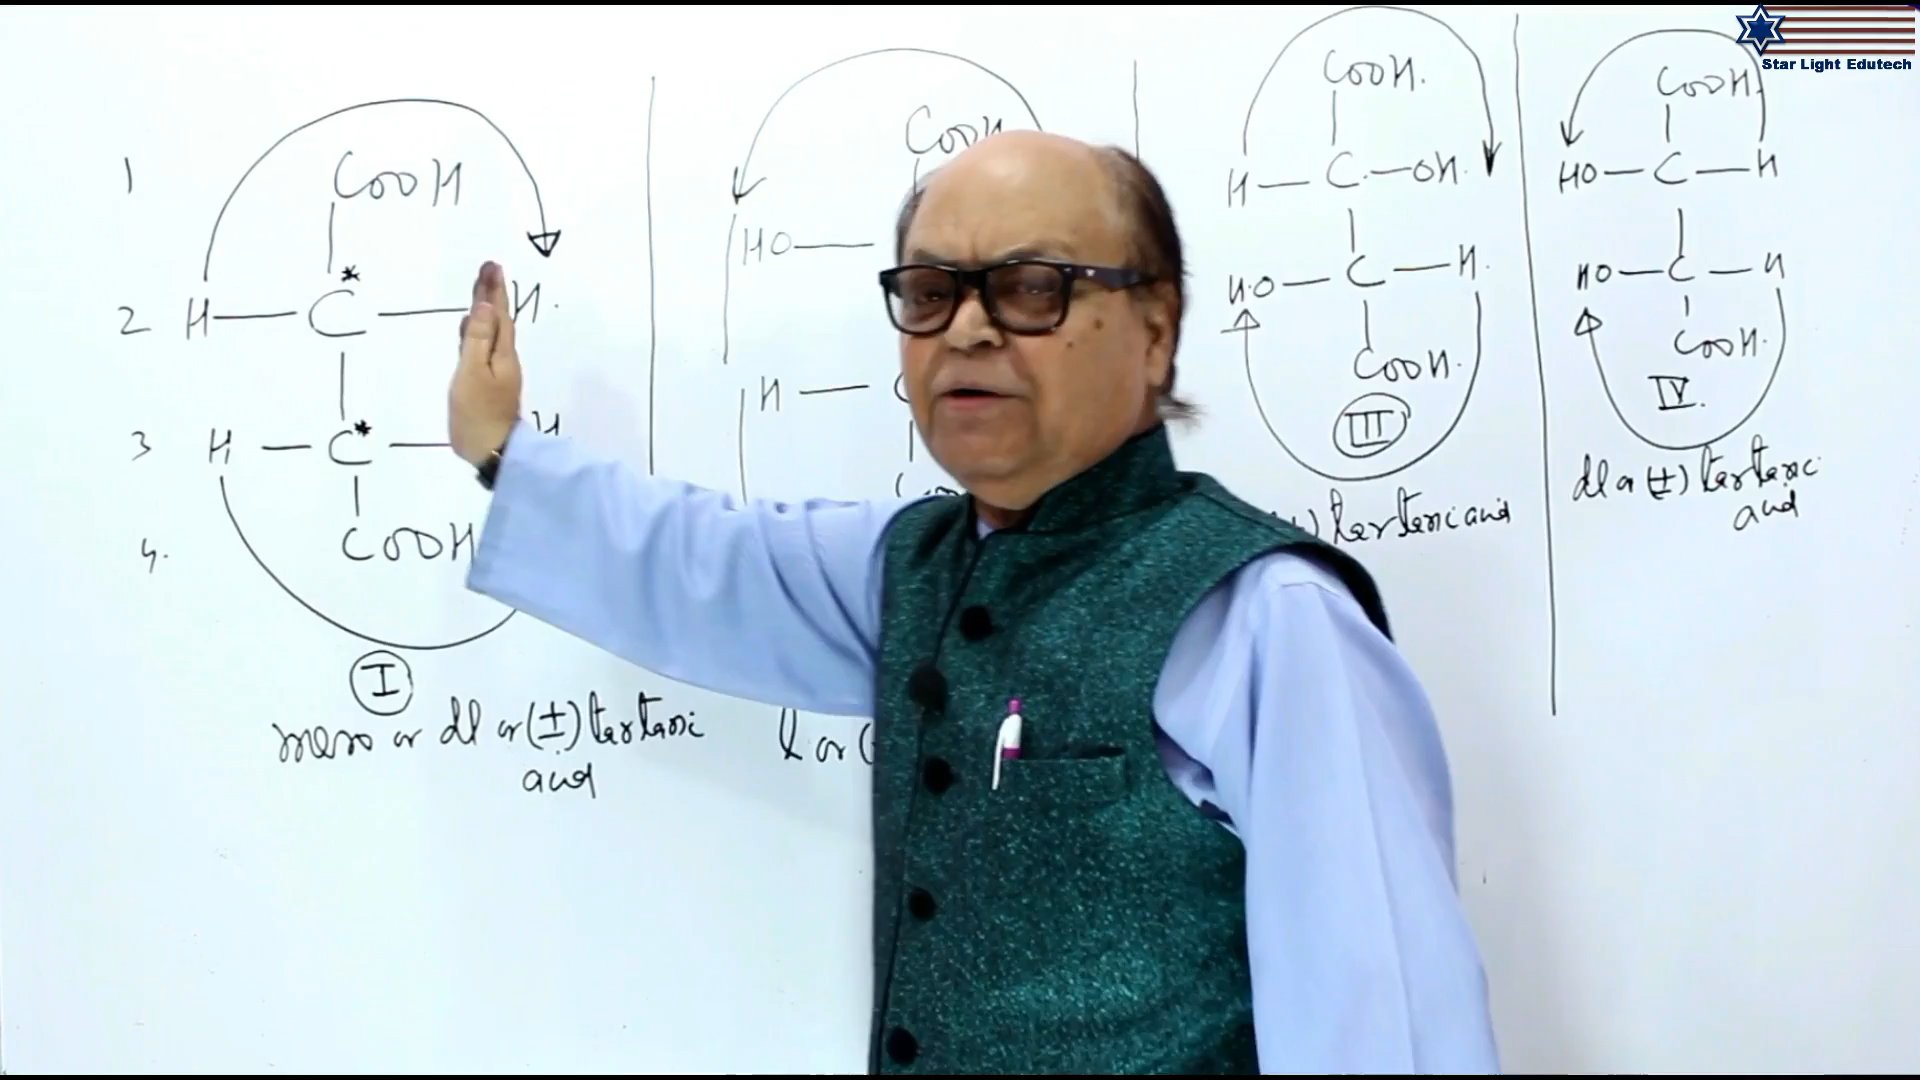 Star Light Edutech
1
COOH
2 H — C* — H.
3 H — C* — H
4. COOH
I
meso or dl or (±) tartaric
acid
COOH
HO —
H — C
l or (
COOH.
H — C — OH.
H.O — C — H.
COOH.
III
) tartaric acid
COOH
HO — C — H
HO — C — H
COOH.
IV.
dl or (±) tartaric
acid